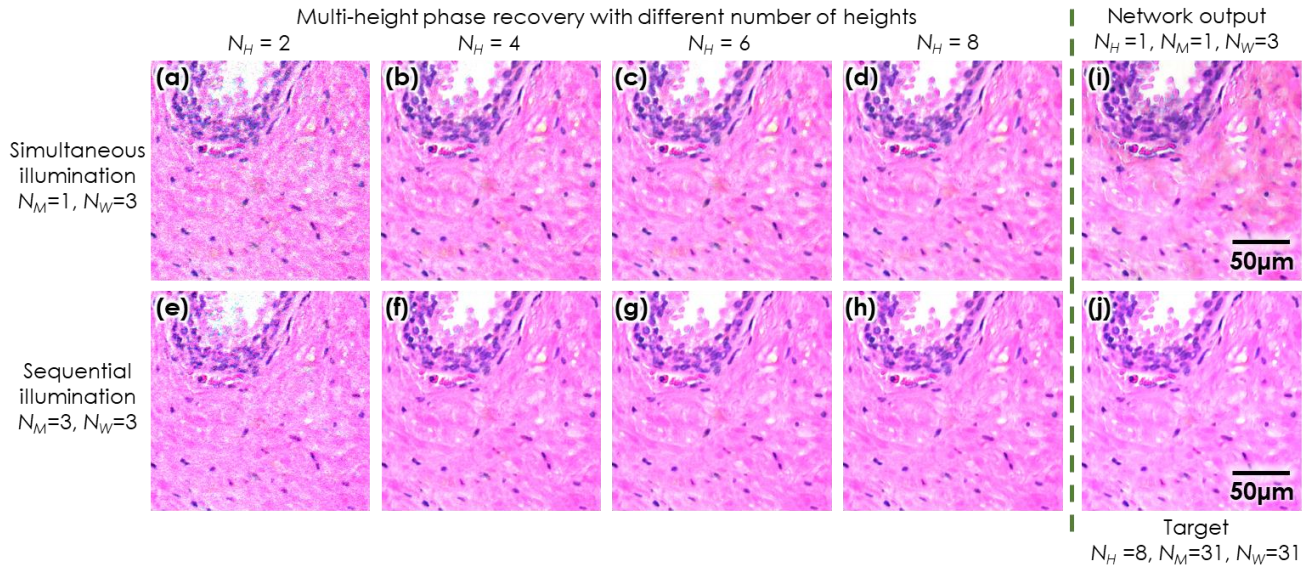 Multi-height phase recovery with different number of heights
N_H = 2
N_H = 4
N_H = 6
N_H = 8
Network output
N_H =1, N_M=1, N_W=3
Simultaneous
illumination
N_M=1, N_W=3
(a)
(b)
(c)
(d)
(i)
50µm
Sequential
illumination
N_M=3, N_W=3
(e)
(f)
(g)
(h)
(j)
50µm
Target
N_H =8, N_M=31, N_W=31